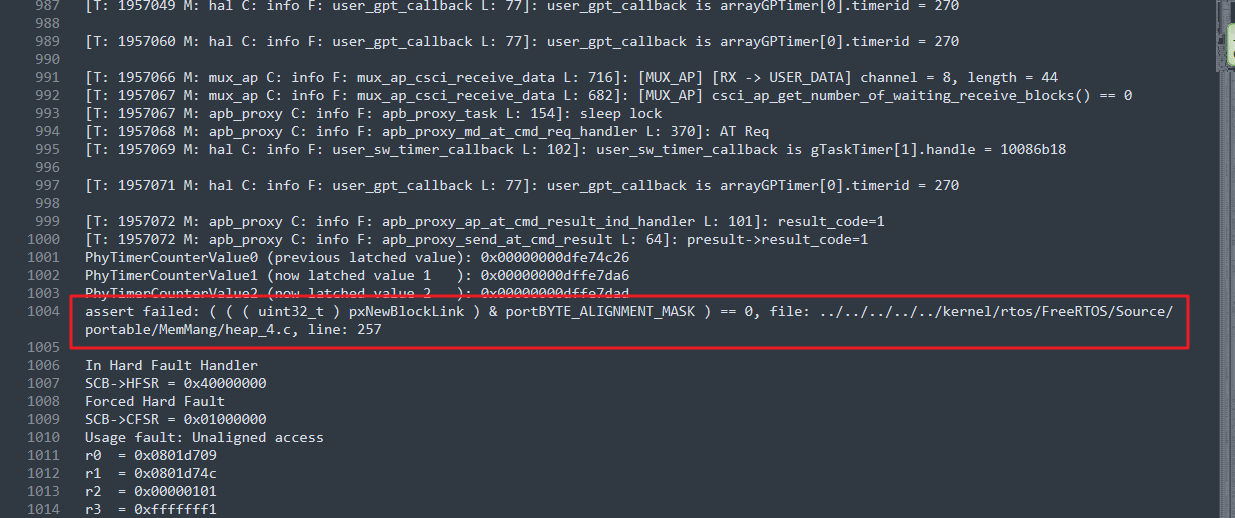 987 [T: 1957049 M: hal C: info F: user_gpt_callback L: 77]: user_gpt_callback is arrayGPTimer[0].timerid = 270
988
989 [T: 1957060 M: hal C: info F: user_gpt_callback L: 77]: user_gpt_callback is arrayGPTimer[0].timerid = 270
990
991 [T: 1957066 M: mux_ap C: info F: mux_ap_csci_receive_data L: 716]: [MUX_AP] [RX -> USER_DATA] channel = 8, length = 44
992 [T: 1957067 M: mux_ap C: info F: mux_ap_csci_receive_data L: 682]: [MUX_AP] csci_ap_get_number_of_waiting_receive_blocks() == 0
993 [T: 1957067 M: apb_proxy C: info F: apb_proxy_task L: 154]: sleep lock
994 [T: 1957068 M: apb_proxy C: info F: apb_proxy_md_at_cmd_req_handler L: 370]: AT Req
995 [T: 1957069 M: hal C: info F: user_sw_timer_callback L: 102]: user_sw_timer_callback is gTaskTimer[1].handle = 10086b18
996
997 [T: 1957071 M: hal C: info F: user_gpt_callback L: 77]: user_gpt_callback is arrayGPTimer[0].timerid = 270
998
999 [T: 1957072 M: apb_proxy C: info F: apb_proxy_ap_at_cmd_result_ind_handler L: 101]: result_code=1
1000 [T: 1957072 M: apb_proxy C: info F: apb_proxy_send_at_cmd_result L: 64]: presult->result_code=1
1001 PhyTimerCounterValue0 (previous latched value): 0x00000000dfe74c26
1002 PhyTimerCounterValue1 (now latched value 1   ): 0x00000000dffe7da6
1003 PhyTimerCounterValue2 (now latched value 2   ): 0x00000000dffe7dad
1004 assert failed: ( ( ( uint32_t ) pxNewBlockLink ) & portBYTE_ALIGNMENT_MASK ) == 0, file: ../../../../../kernel/rtos/FreeRTOS/Source/
portable/MemMang/heap_4.c, line: 257
1005
1006 In Hard Fault Handler
1007 SCB->HFSR = 0x40000000
1008 Forced Hard Fault
1009 SCB->CFSR = 0x01000000
1010 Usage fault: Unaligned access
1011 r0  = 0x0801d709
1012 r1  = 0x0801d74c
1013 r2  = 0x00000101
1014 r3  = 0xfffffff1